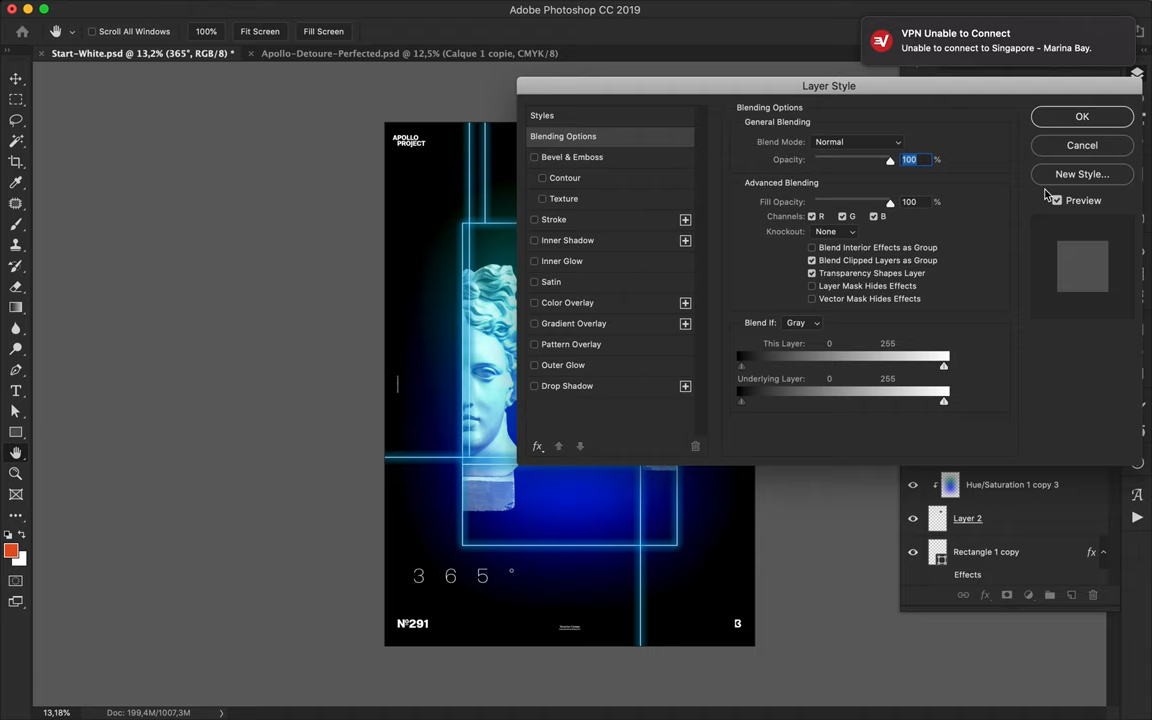 Adobe Photoshop CC 2019
Scroll All Windows
100%
Fit Screen
Fill Screen
VPN Unable to Connect
Unable to connect to Singapore - Marina Bay.
Start-White.psd @ 13,2% (365°, RGB/8) *
Apollo-Detoure-Perfected.psd @ 12,5% (Calque 1 copie, CMYK/8)
Layer Style
Styles
Blending Options
Bevel & Emboss
Contour
Texture
Stroke
Inner Shadow
Inner Glow
Satin
Color Overlay
Gradient Overlay
Pattern Overlay
Outer Glow
Drop Shadow
fx
Blending Options
General Blending
Blend Mode: Normal
Opacity: 100 %
Advanced Blending
Fill Opacity: 100 %
Channels: R G B
Knockout: None
Blend Interior Effects as Group
Blend Clipped Layers as Group
Transparency Shapes Layer
Layer Mask Hides Effects
Vector Mask Hides Effects
Blend If: Gray
This Layer: 0 255
Underlying Layer: 0 255
OK
Cancel
New Style...
Preview
APOLLO
PROJECT
3 6 5 °
Nº291
Hue/Saturation 1 copy 3
Layer 2
Rectangle 1 copy fx
Effects
fx
13,18%
Doc: 199,4M/1007,3M